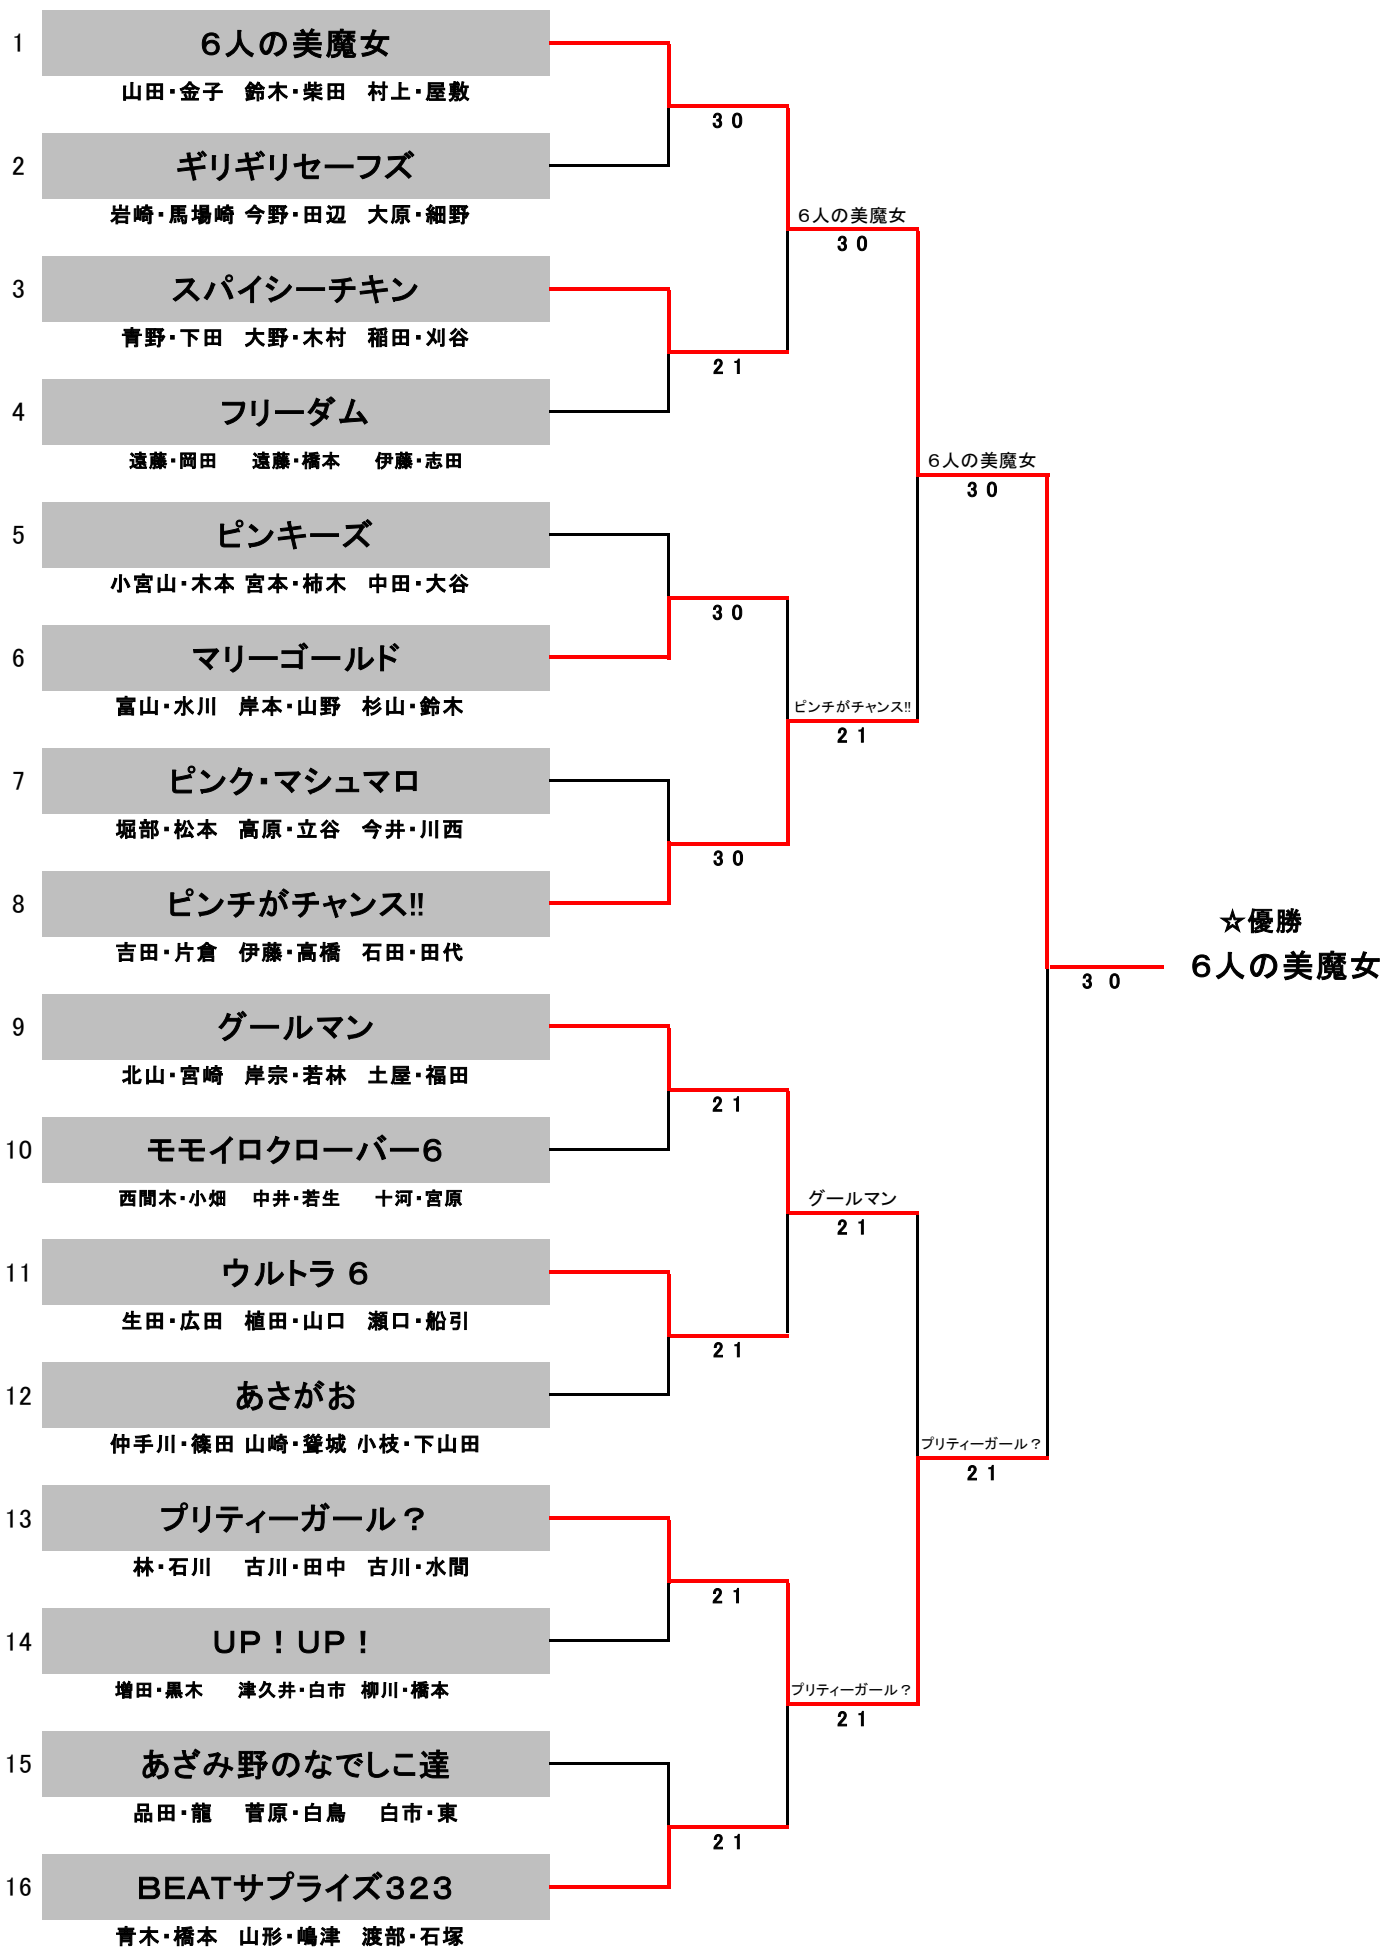 1 ６人の美魔女
山田・金子 鈴木・柴田 村上・屋敷
３０
2 ギリギリセーフズ
岩崎・馬場崎 今野・田辺 大原・細野
６人の美魔女
３０
3 スパイシーチキン
青野・下田 大野・木村 稲田・刈谷
２１
4 フリーダム
遠藤・岡田 遠藤・橋本 伊藤・志田
６人の美魔女
３０
5 ピンキーズ
小宮山・木本 宮本・柿木 中田・大谷
３０
6 マリーゴールド
富山・水川 岸本・山野 杉山・鈴木
ピンチがチャンス!!
２１
7 ピンク・マシュマロ
堀部・松本 高原・立谷 今井・川西
３０
8 ピンチがチャンス!!
吉田・片倉 伊藤・高橋 石田・田代
☆優勝
６人の美魔女
３０
9 グールマン
北山・宮崎 岸宗・若林 土屋・福田
２１
10 モモイロクローバー６
西間木・小畑 中井・若生 十河・宮原
グールマン
２１
11 ウルトラ６
生田・広田 植田・山口 瀬口・船引
２１
12 あさがお
仲手川・篠田 山崎・聳城 小枝・下山田
プリティーガール？
２１
13 プリティーガール？
林・石川 古川・田中 古川・水間
２１
14 ＵＰ！ＵＰ！
増田・黒木 津久井・白市 柳川・橋本
プリティーガール？
２１
15 あざみ野のなでしこ達
品田・龍 菅原・白鳥 白市・東
２１
16 ＢＥＡＴサプライズ３２３
青木・橋本 山形・嶋津 渡部・石塚